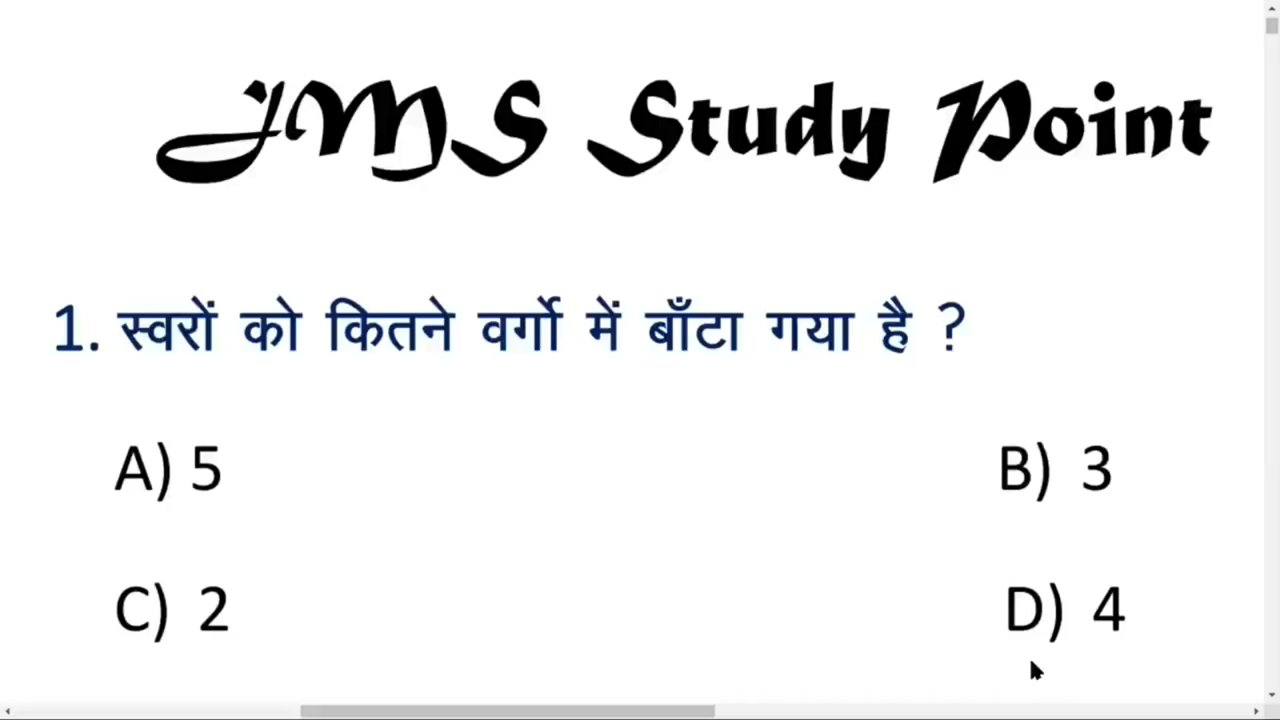 JMS Study Point
1. स्वरों को कितने वर्गो में बाँटा गया है ?
A) 5 B) 3
C) 2 D) 4